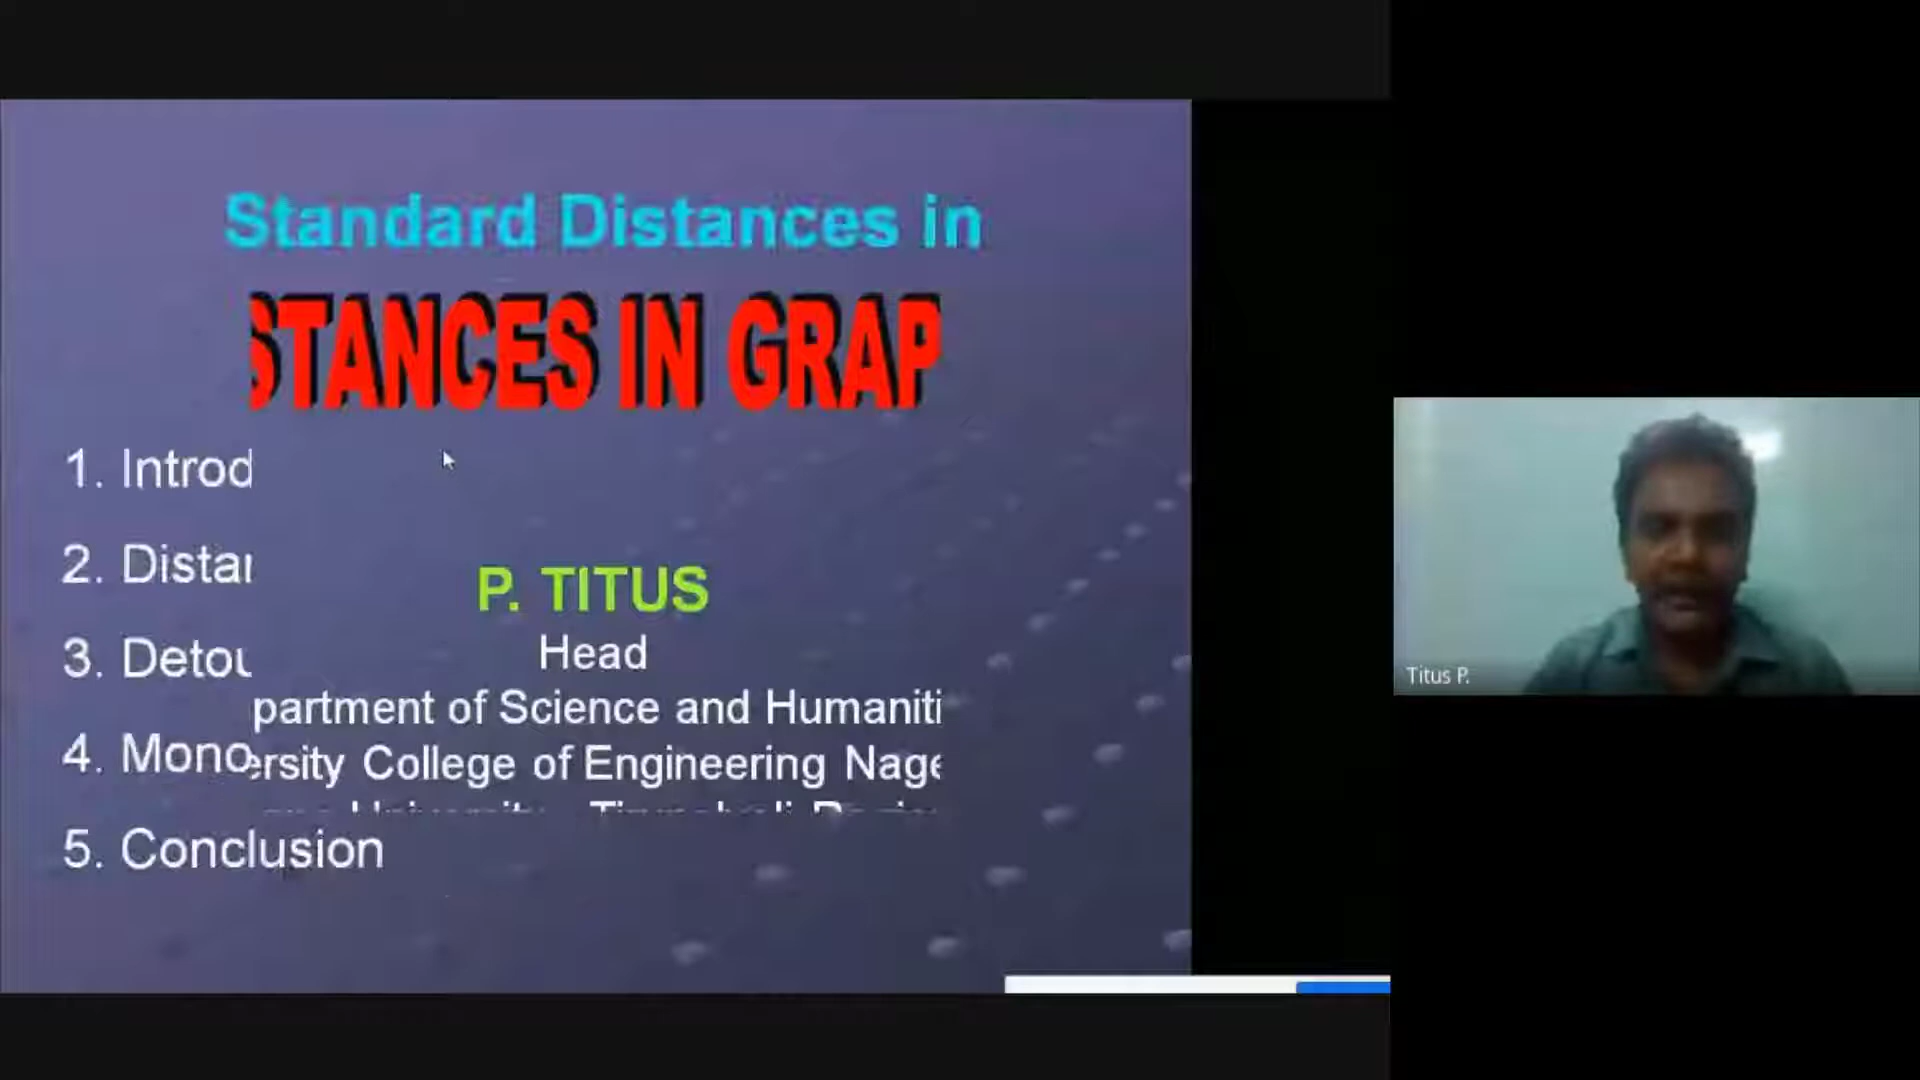 Standard Distances in
STANCES IN GRAP
1. Introd
2. Distan
P. TITUS
3. Detou
Head
partment of Science and Humaniti
4. Mono
ersity College of Engineering Nage
5. Conclusion
Titus P.